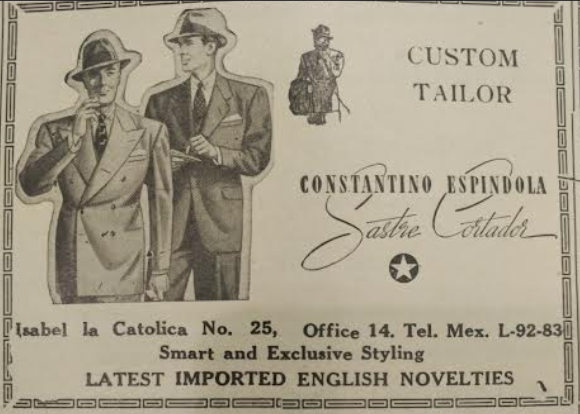 CUSTOM
TAILOR
CONSTANTINO ESPINDOLA
Sastre Cortador
Isabel la Catolica No. 25, Office 14. Tel. Mex. L-92-83
Smart and Exclusive Styling
LATEST IMPORTED ENGLISH NOVELTIES